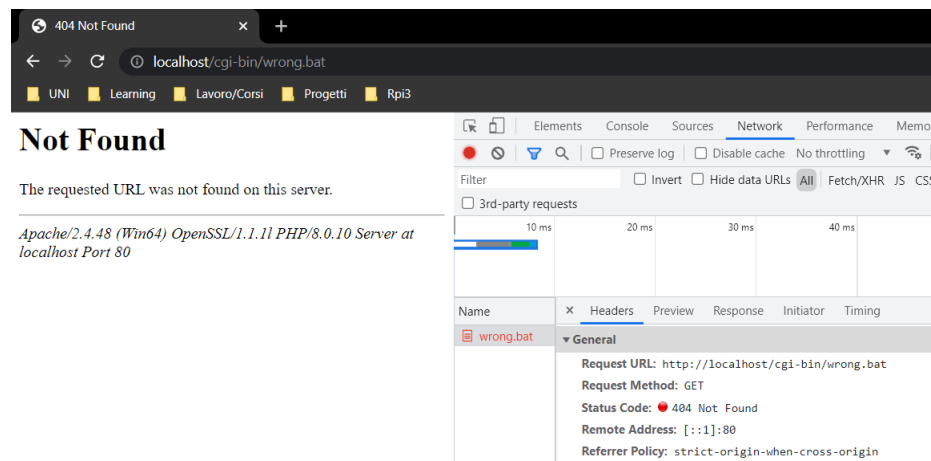 404 Not Found
localhost/cgi-bin/wrong.bat
UNI Learning Lavoro/Corsi Progetti Rpi3
Not Found
The requested URL was not found on this server.
Apache/2.4.48 (Win64) OpenSSL/1.1.1l PHP/8.0.10 Server at
localhost Port 80
Elements Console Sources Network Performance Memo
Preserve log Disable cache No throttling
Filter Invert Hide data URLs All Fetch/XHR JS CSS
3rd-party requests
10 ms 20 ms 30 ms 40 ms
Name Headers Preview Response Initiator Timing
wrong.bat
General
Request URL: http://localhost/cgi-bin/wrong.bat
Request Method: GET
Status Code: 404 Not Found
Remote Address: [::1]:80
Referrer Policy: strict-origin-when-cross-origin